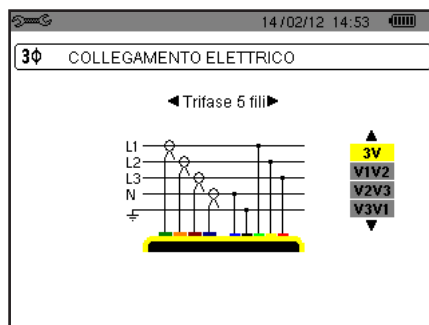 14/02/12 14:53
3Φ COLLEGAMENTO ELETTRICO
◄Trifase 5 fili►
L1
L2
L3
N
3V
V1V2
V2V3
V3V1